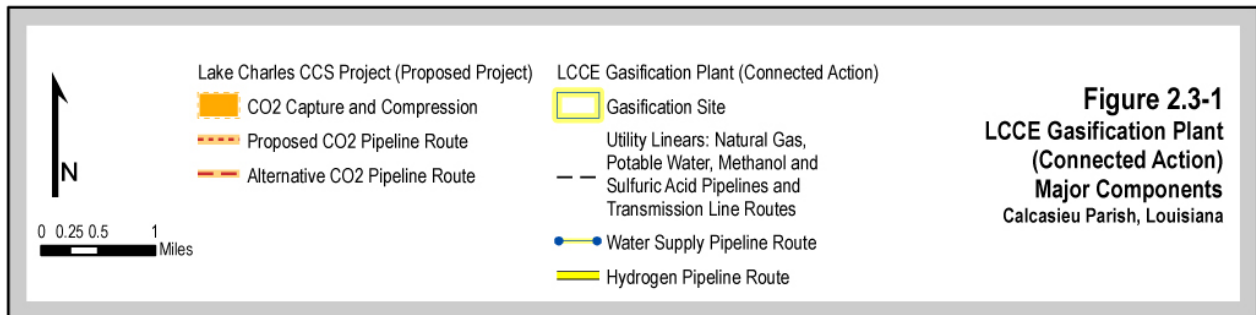 N
0 0.25 0.5 1
Miles
Lake Charles CCS Project (Proposed Project)
CO2 Capture and Compression
Proposed CO2 Pipeline Route
Alternative CO2 Pipeline Route
LCCE Gasification Plant (Connected Action)
Gasification Site
Utility Linears: Natural Gas,
Potable Water, Methanol and
Sulfuric Acid Pipelines and
Transmission Line Routes
Water Supply Pipeline Route
Hydrogen Pipeline Route
Figure 2.3-1
LCCE Gasification Plant
(Connected Action)
Major Components
Calcasieu Parish, Louisiana